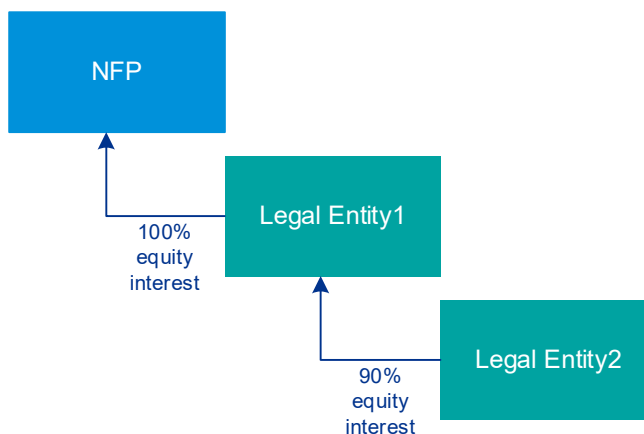 NFP
Legal Entity1
100%
equity
interest
Legal Entity2
90%
equity
interest